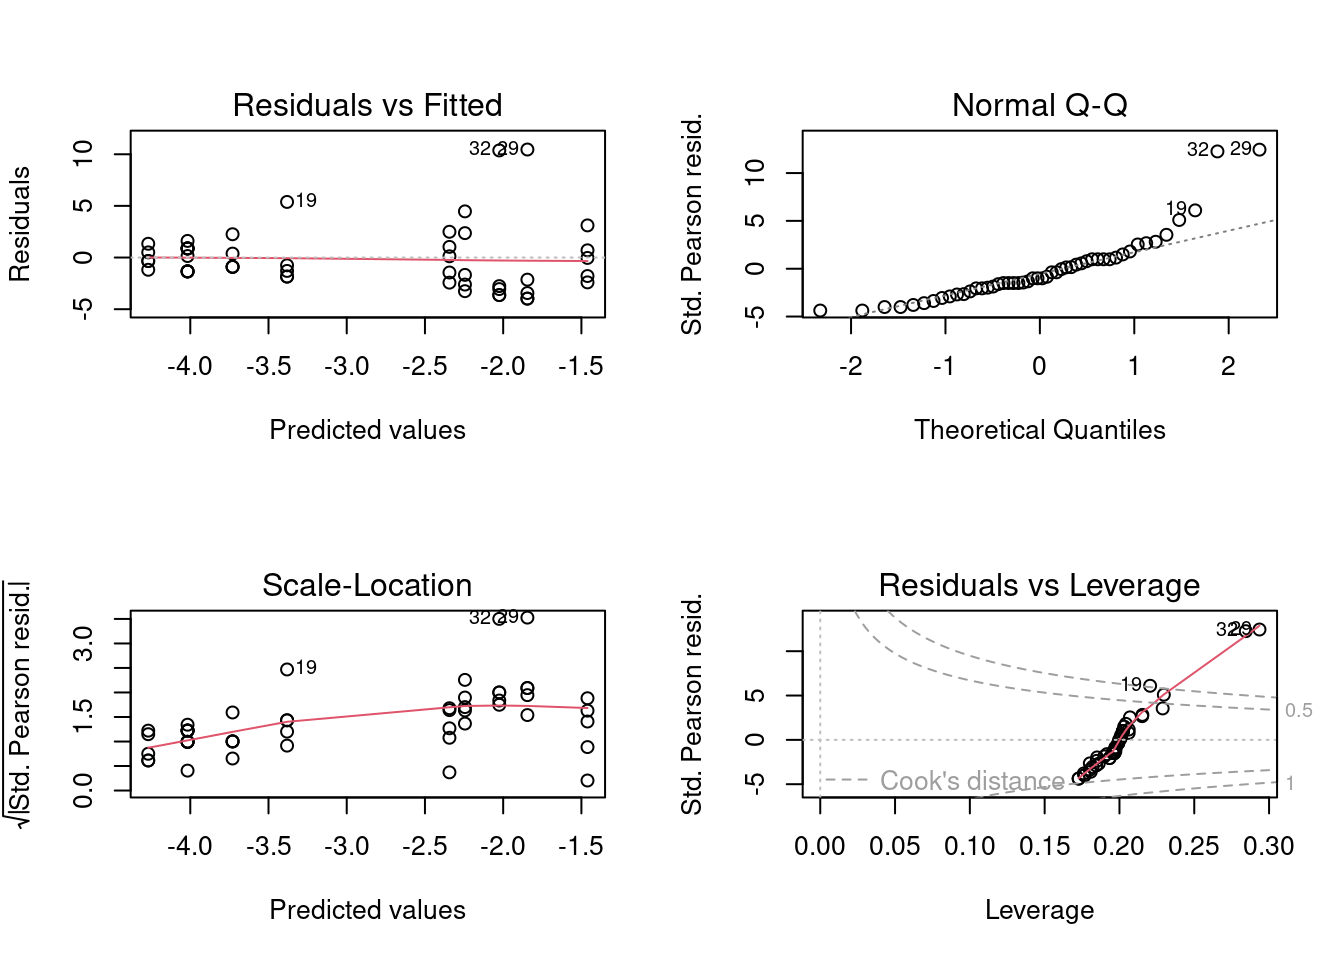 Residuals vs Fitted
Residuals
-5 0 5 10
32 29
19
-4.0 -3.5 -3.0 -2.5 -2.0 -1.5
Predicted values
Normal Q-Q
Std. Pearson resid.
-5 0 5 10
32 29
19
-2 -1 0 1 2
Theoretical Quantiles
Scale-Location
√|Std. Pearson resid.|
0.0 1.5 3.0
32 29
19
-4.0 -3.5 -3.0 -2.5 -2.0 -1.5
Predicted values
Residuals vs Leverage
Std. Pearson resid.
-5 0 5
32 29
19
0.5
1
Cook's distance
0.00 0.05 0.10 0.15 0.20 0.25 0.30
Leverage